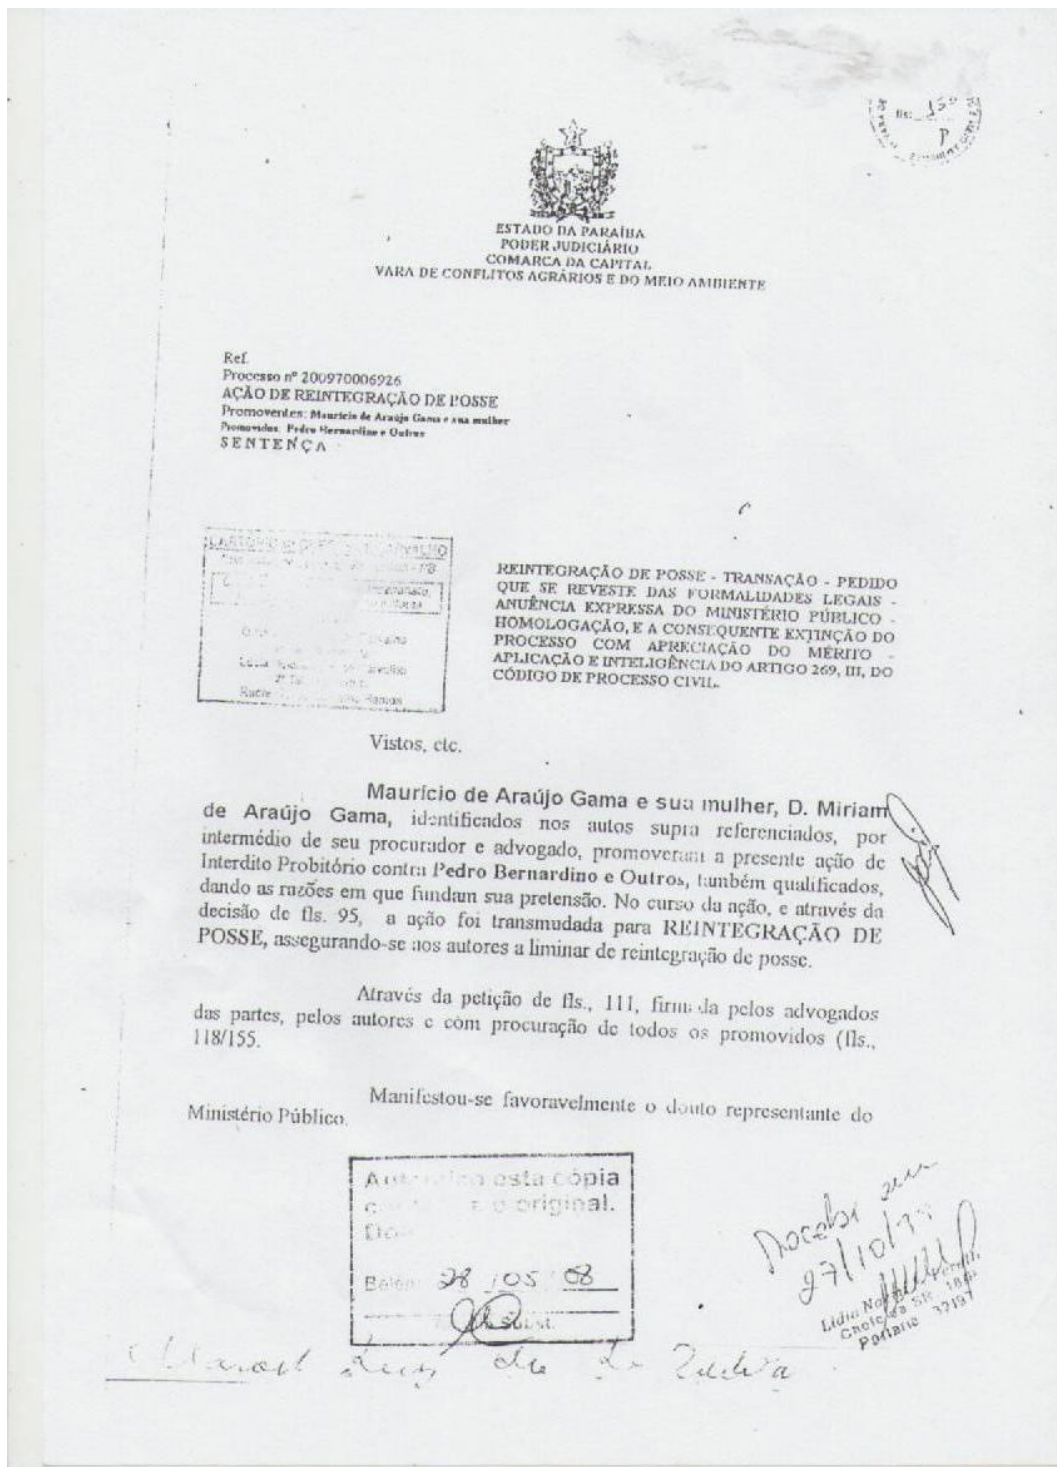 fls:
ESTADO DA PARAÍBA
PODER JUDICIÁRIO
COMARCA DA CAPITAL
VARA DE CONFLITOS AGRÁRIOS E DO MEIO AMBIENTE
Ref.
Processo nº 200970006926
AÇÃO DE REINTEGRAÇÃO DE POSSE
Promoventes: Maurício de Araújo Gama e sua mulher
Promovidos: Pedro Bernardino e Outros
SENTENÇA
REINTEGRAÇÃO DE POSSE - TRANSAÇÃO - PEDIDO
QUE SE REVESTE DAS FORMALIDADES LEGAIS -
ANUÊNCIA EXPRESSA DO MINISTÉRIO PÚBLICO -
HOMOLOGAÇÃO, E A CONSEQUENTE EXTINÇÃO DO
PROCESSO COM APRECIAÇÃO DO MÉRITO -
APLICAÇÃO E INTELIGÊNCIA DO ARTIGO 269, III, DO
CÓDIGO DE PROCESSO CIVIL.
Vistos, etc.
Maurício de Araújo Gama e sua mulher, D. Miriam
de Araújo Gama, identificados nos autos supra referenciados, por
intermédio de seu procurador e advogado, promoveram a presente ação de
Interdito Probitório contra Pedro Bernardino e Outros, também qualificados,
dando as razões em que fundam sua pretensão. No curso da ação, e através da
decisão de fls. 95, a ação foi transmudada para REINTEGRAÇÃO DE
POSSE, assegurando-se aos autores a liminar de reintegração de posse.
Através da petição de fls., 111, firmada pelos advogados
das partes, pelos autores e com procuração de todos os promovidos (fls.,
118/155.
Manifestou-se favoravelmente o douto representante do
Ministério Público.
esta cópia
o original.
Belém 28 / 05 / 08
Subst.
27/10/
Portaria